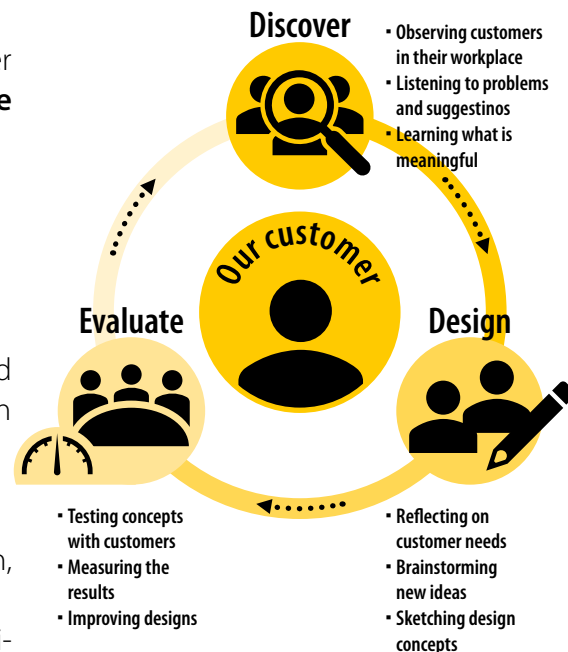 er
e
d
n
n,
i-
Discover
▪ Observing customers
in their workplace
▪ Listening to problems
and suggestinos
▪ Learning what is
meaningful
Our customer
Evaluate
Design
▪ Testing concepts
with customers
▪ Measuring the
results
▪ Improving designs
▪ Reflecting on
customer needs
▪ Brainstorming
new ideas
▪ Sketching design
concepts